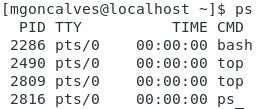 [mgoncalves@localhost ~]$ ps
  PID TTY          TIME CMD
 2286 pts/0    00:00:00 bash
 2490 pts/0    00:00:00 top
 2809 pts/0    00:00:00 top
 2816 pts/0    00:00:00 ps